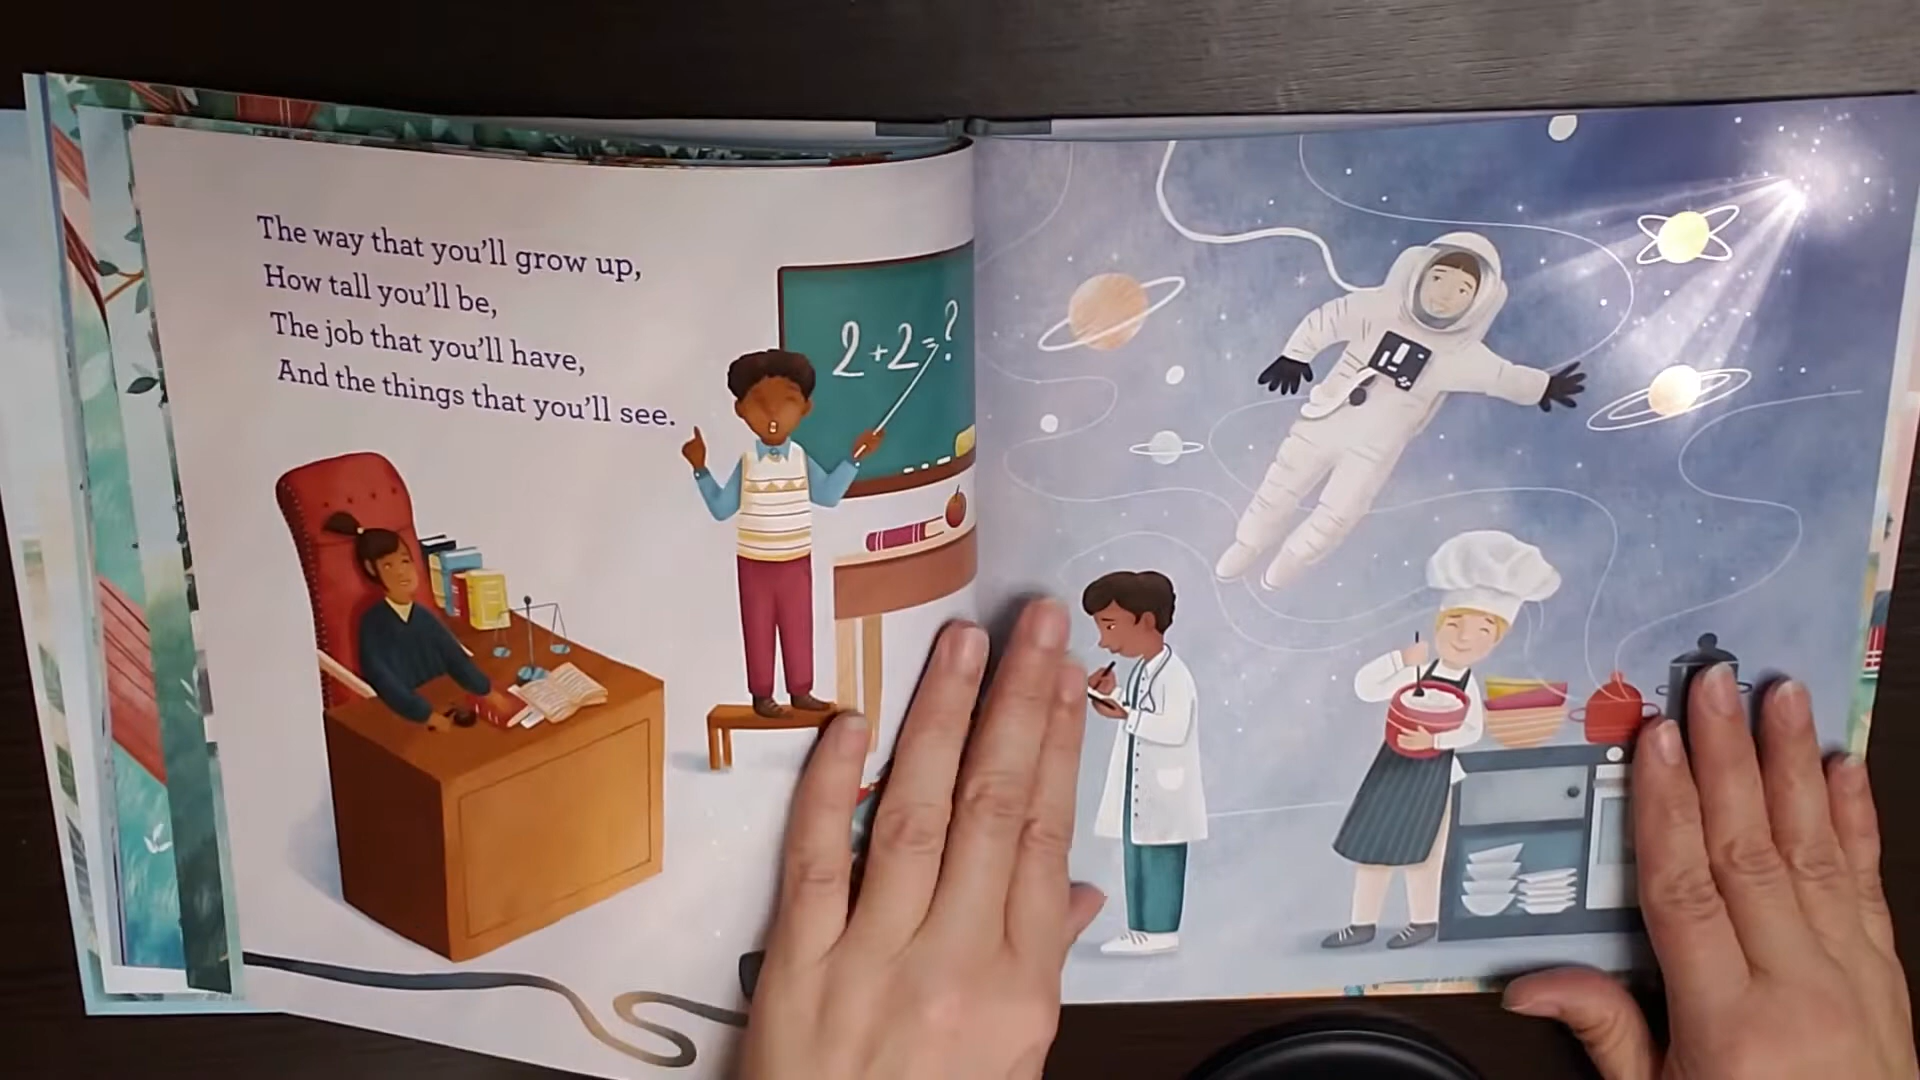 The way that you'll grow up,
How tall you'll be,
The job that you'll have,
And the things that you'll see.
2+2=?